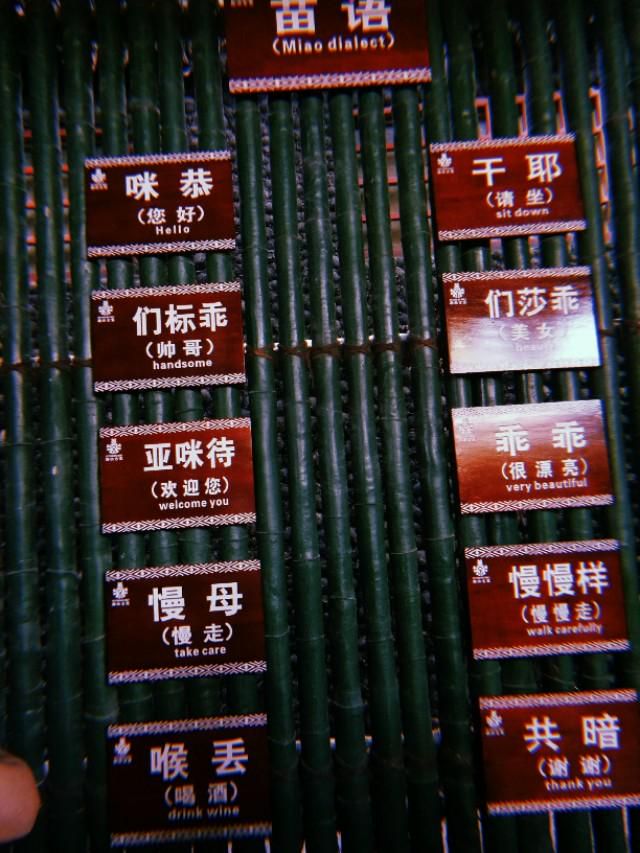 苗语
(Miao dialect)
咪恭
(您好)
Hello
们标乖
(帅哥)
handsome
亚咪待
(欢迎您)
welcome you
慢母
(慢走)
take care
喉丢
(喝酒)
drink wine
干耶
(请坐)
sit down
们莎乖
(美女)
乖乖
(很漂亮)
very beautiful
慢慢样
(慢慢走)
walk carefully
共暗
(谢谢)
thank you